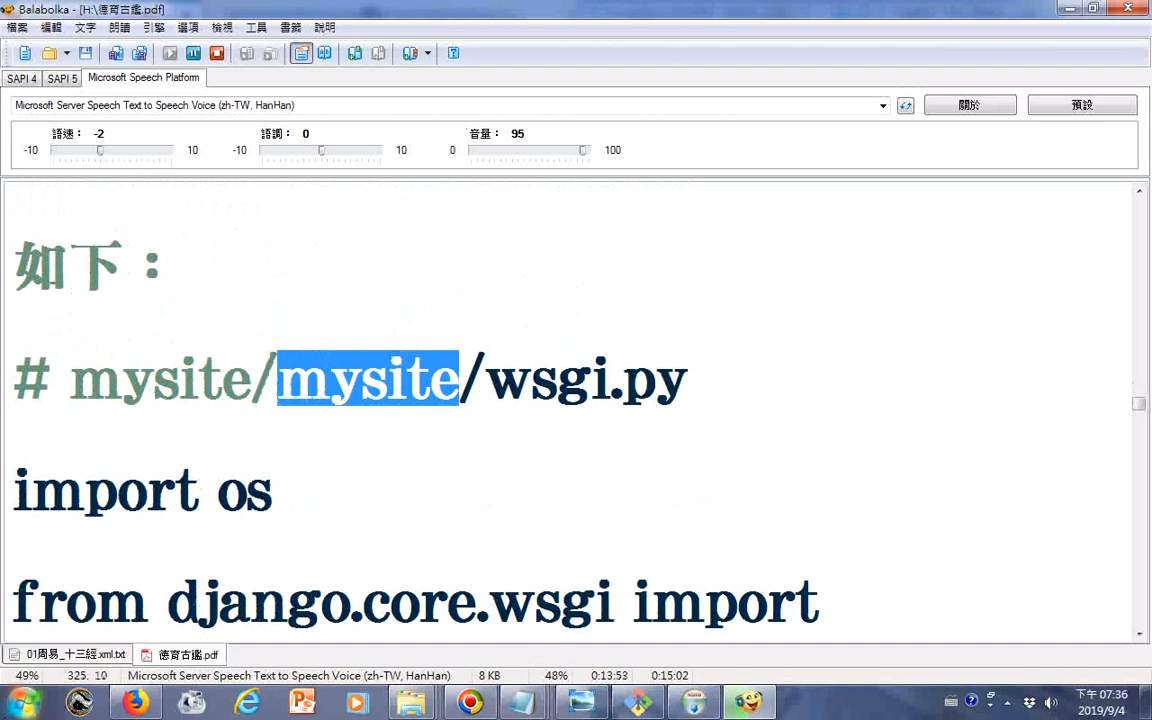 Balabolka - [H:\德育古鑑.pdf]
檔案 編輯 文字 朗讀 引擎 選項 檢視 工具 書籤 說明
SAPI 4 SAPI 5 Microsoft Speech Platform
Microsoft Server Speech Text to Speech Voice (zh-TW, HanHan) 關於 預設
語速： -2 語調： 0 音量： 95
-10 10 -10 10 0 100
如下：
# mysite/mysite/wsgi.py
import os
from django.core.wsgi import
01周易_十三經.xml.txt 德育古鑑.pdf
49% 325. 10 Microsoft Server Speech Text to Speech Voice (zh-TW, HanHan) 8 KB 48% 0:13:53 0:15:02
下午 07:36
2019/9/4